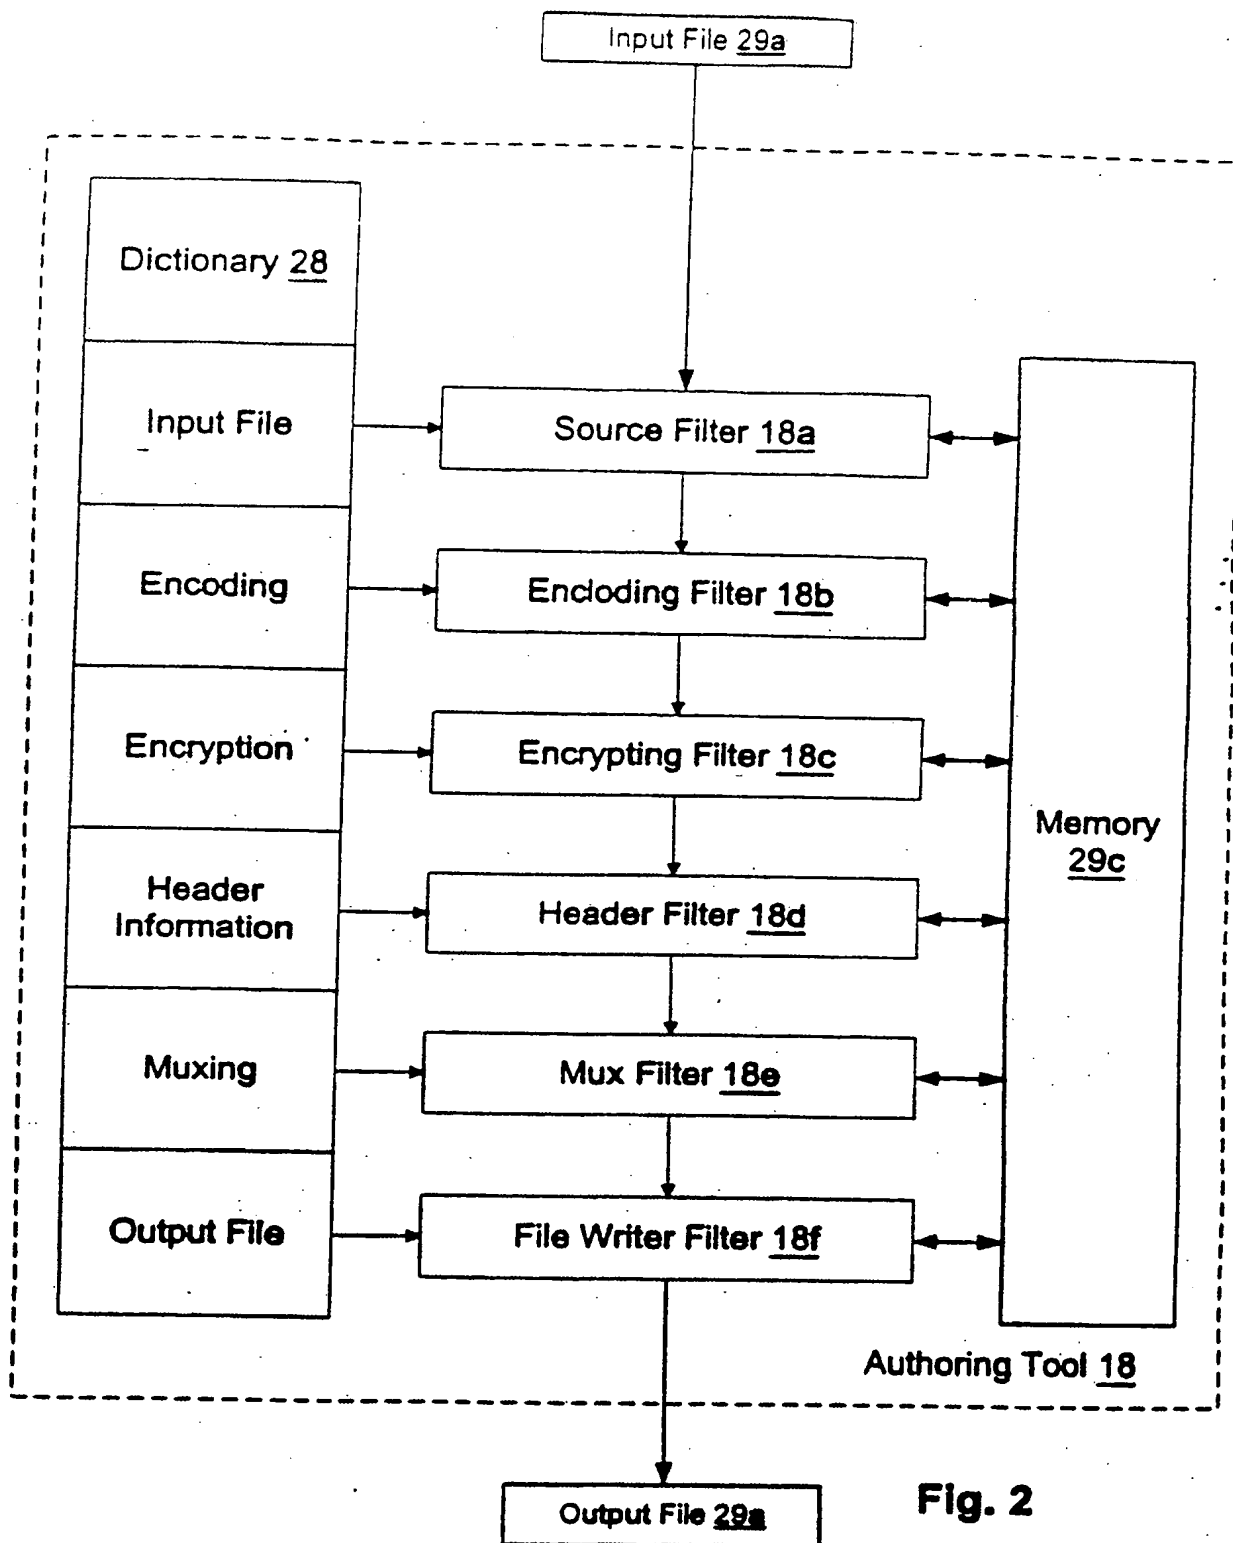 Input File 29a
Dictionary 28
Input File
Source Filter 18a
Encoding
Encloding Filter 18b
Encryption
Encrypting Filter 18c
Memory
29c
Header
Information
Header Filter 18d
Muxing
Mux Filter 18e
Output File
File Writer Filter 18f
Authoring Tool 18
Output File 29a
Fig. 2